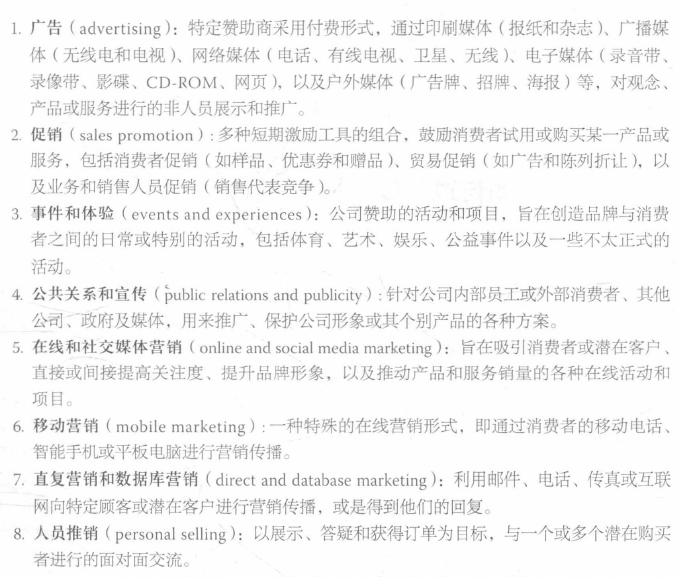 1. 广告（advertising）：特定赞助商采用付费形式，通过印刷媒体（报纸和杂志）、广播媒
体（无线电和电视）、网络媒体（电话、有线电视、卫星、无线）、电子媒体（录音带、
录像带、影碟、CD-ROM、网页），以及户外媒体（广告牌、招牌、海报）等，对观念、
产品或服务进行的非人员展示和推广。
2. 促销（sales promotion）：多种短期激励工具的组合，鼓励消费者试用或购买某一产品或
服务，包括消费者促销（如样品、优惠券和赠品）、贸易促销（如广告和陈列折让），以
及业务和销售人员促销（销售代表竞争）。
3. 事件和体验（events and experiences）：公司赞助的活动和项目，旨在创造品牌与消费
者之间的日常或特别的活动，包括体育、艺术、娱乐、公益事件以及一些不太正式的
活动。
4. 公共关系和宣传（public relations and publicity）：针对公司内部员工或外部消费者、其他
公司、政府及媒体，用来推广、保护公司形象或其个别产品的各种方案。
5. 在线和社交媒体营销（online and social media marketing）：旨在吸引消费者或潜在客户、
直接或间接提高关注度、提升品牌形象，以及推动产品和服务销量的各种在线活动和
项目。
6. 移动营销（mobile marketing）：一种特殊的在线营销形式，即通过消费者的移动电话、
智能手机或平板电脑进行营销传播。
7. 直复营销和数据库营销（direct and database marketing）：利用邮件、电话、传真或互联
网向特定顾客或潜在客户进行营销传播，或是得到他们的回复。
8. 人员推销（personal selling）：以展示、答疑和获得订单为目标，与一个或多个潜在购买
者进行的面对面交流。